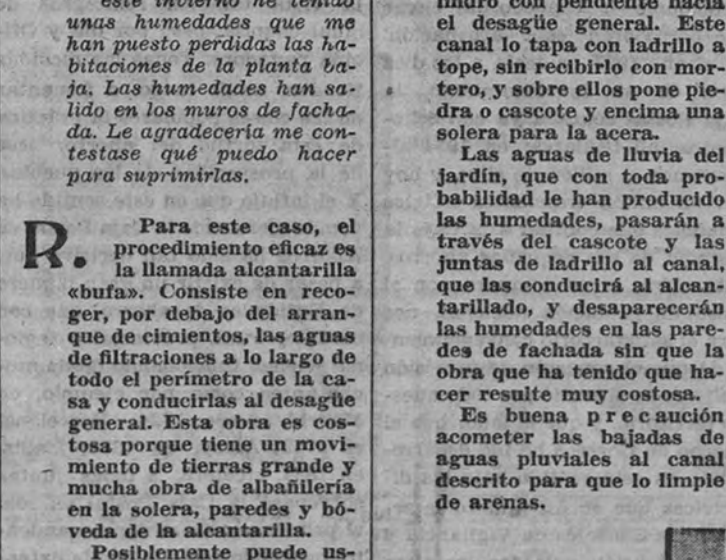 este invierno he tenido
unas humedades que me
han puesto perdidas las ha-
bitaciones de la planta ba-
ja. Las humedades han sa-
lido en los muros de facha-
da. Le agradecería me con-
testase qué puedo hacer
para suprimirlas.
R. Para este caso, el
procedimiento eficaz es
la llamada alcantarilla
«bufa». Consiste en reco-
ger, por debajo del arran-
que de cimientos, las aguas
de filtraciones a lo largo de
todo el perímetro de la ca-
sa y conducirlas al desagüe
general. Esta obra es cos-
tosa porque tiene un movi-
miento de tierras grande y
mucha obra de albañilería
en la solera, paredes y bó-
veda de la alcantarilla.
Posiblemente puede us-
con pendiente hacia
el desagüe general. Este
canal lo tapa con ladrillo a
tope, sin recibirlo con mor-
tero, y sobre ellos pone pie-
dra o cascote y encima una
solera para la acera.
Las aguas de lluvia del
jardín, que con toda pro-
babilidad le han producido
las humedades, pasarán a
través del cascote y las
juntas de ladrillo al canal,
que las conducirá al alcan-
tarillado, y desaparecerán
las humedades en las pare-
des de fachada sin que la
obra que ha tenido que ha-
cer resulte muy costosa.
Es buena precaución
acometer las bajadas de
aguas pluviales al canal
descrito para que lo limpie
de arenas.